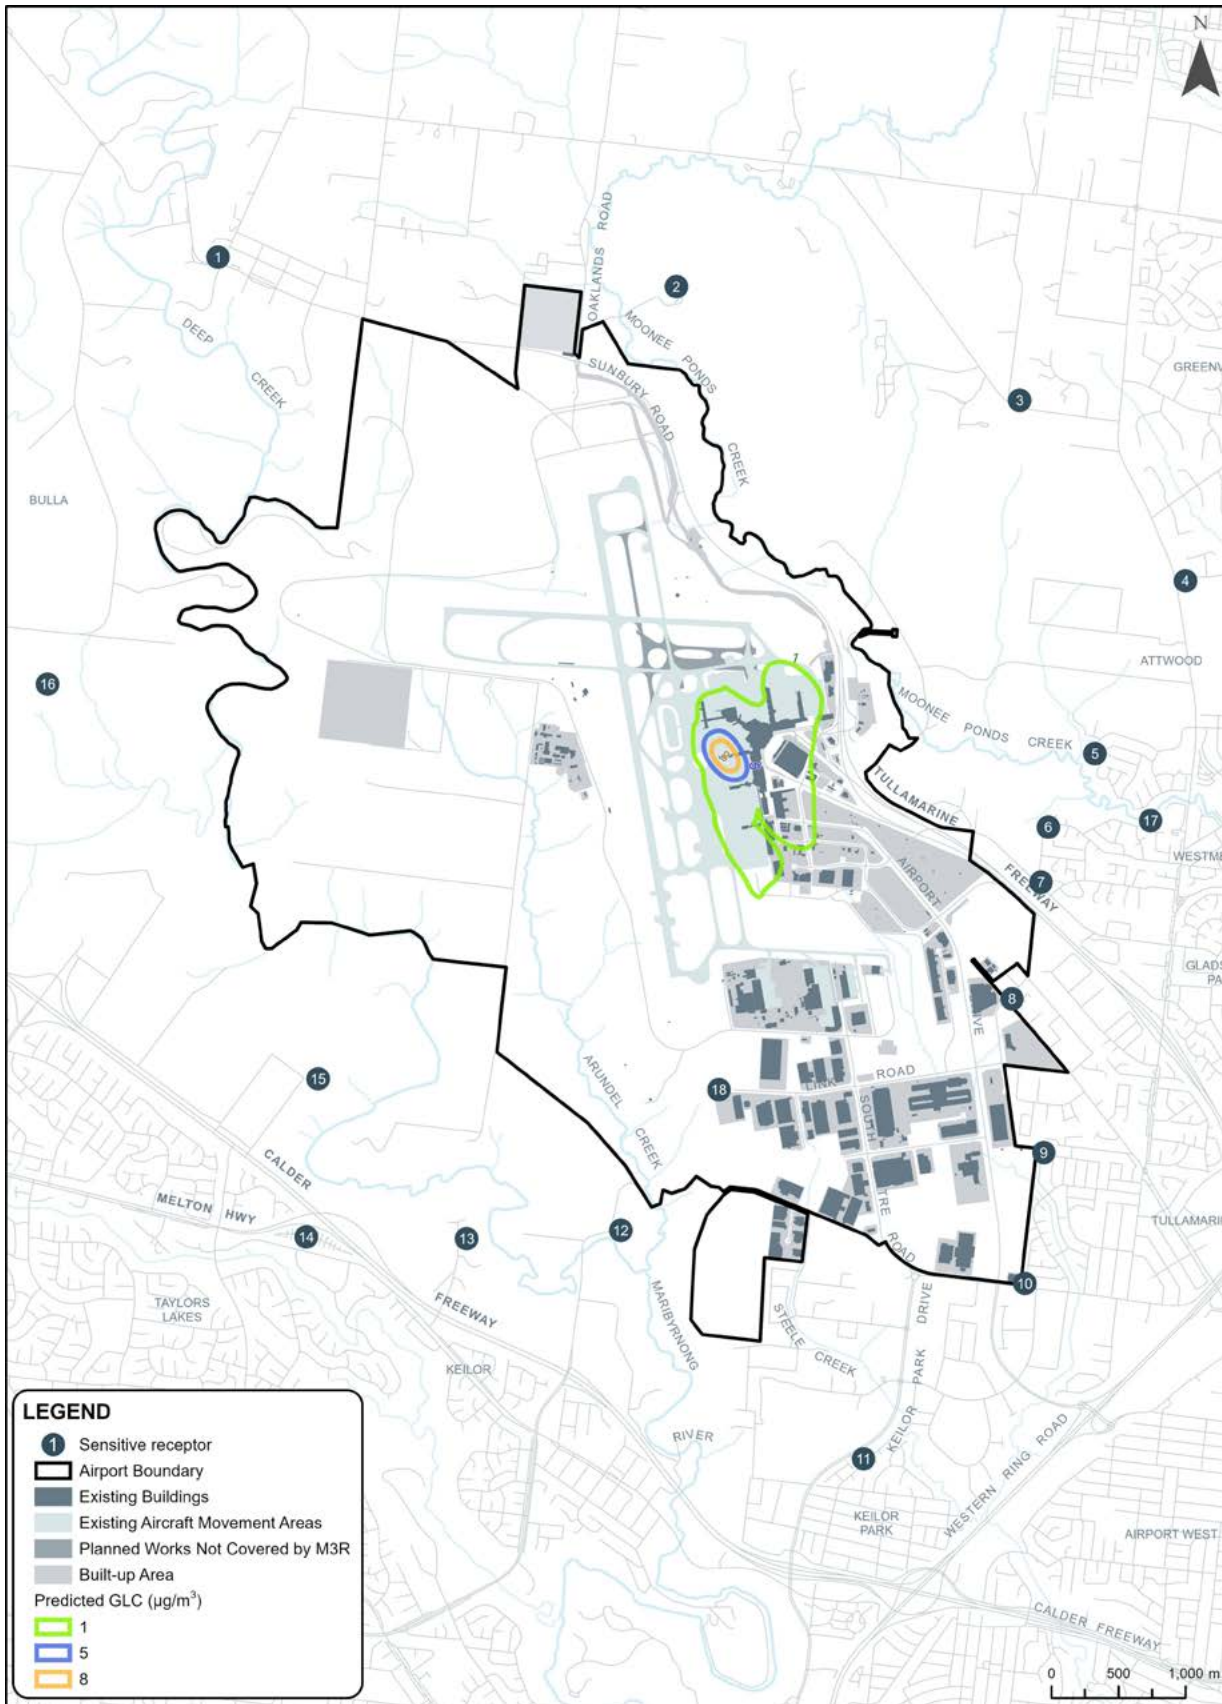 N
1
OAKLANDS ROAD
2
MOONEE PONDS
CREEK
DEEP
CREEK
SUNBURY ROAD
GREENV
3
BULLA
4
ATTWOOD
1
16
MOONEE PONDS CREEK
5
8
5
TULLAMARINE
FREEWAY
6
17
WESTME
7
AIRPORT
GLADS
PA
8
IVE
15
ARUNDEL
CREEK
18
LINK ROAD
SOUTH
TRE
ROAD
9
CALDER
FREEWAY
MELTON HWY
14
13
12
TULLAMARIN
10
TAYLORS
LAKES
MARIBYRNONG
RIVER
STEELE CREEK
KEILOR
KEILOR PARK DRIVE
WESTERN RING ROAD
11
KEILOR
PARK
AIRPORT WEST
CALDER FREEWAY
LEGEND
1 Sensitive receptor
Airport Boundary
Existing Buildings
Existing Aircraft Movement Areas
Planned Works Not Covered by M3R
Built-up Area
Predicted GLC (µg/m³)
1
5
8
0 500 1,000 m